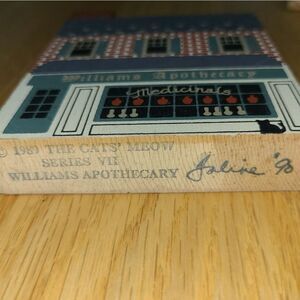 Williams Apothecary
Medicinals
© 1989 THE CATS' MEOW
SERIES VII
WILLIAMS APOTHECARY
Faline '90